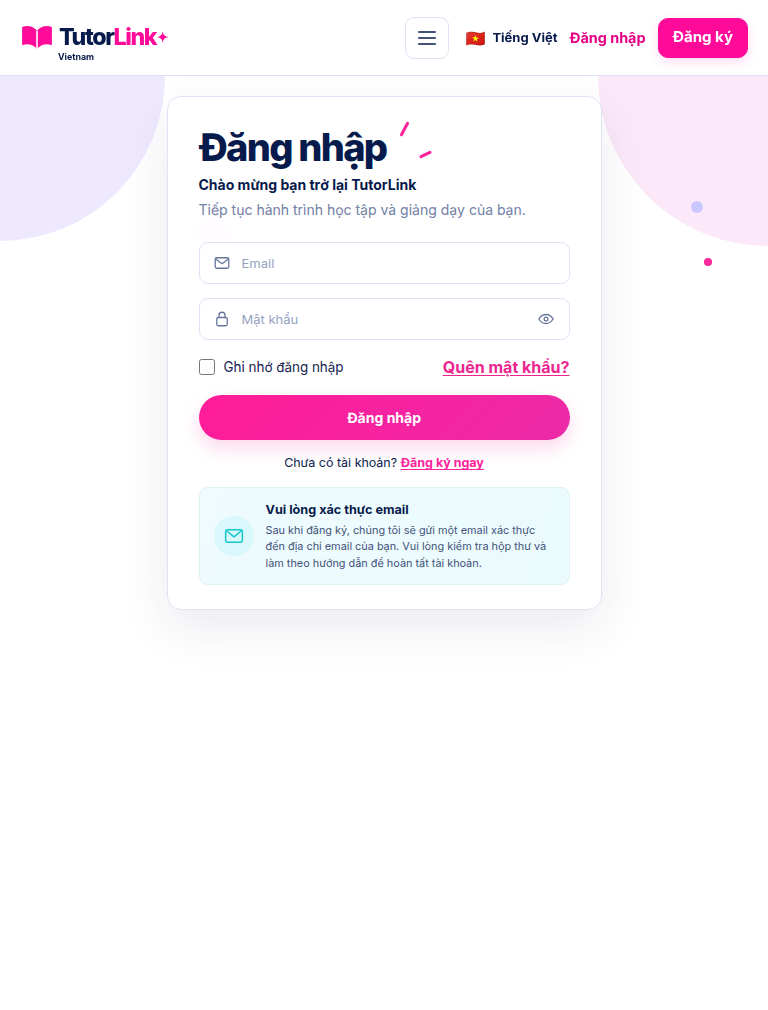 TutorLink
Vietnam
Tiếng Việt
Đăng nhập
Đăng ký
Đăng nhập
Chào mừng bạn trở lại TutorLink
Tiếp tục hành trình học tập và giảng dạy của bạn.
Email
Mật khẩu
Ghi nhớ đăng nhập
Quên mật khẩu?
Đăng nhập
Chưa có tài khoản? Đăng ký ngay
Vui lòng xác thực email
Sau khi đăng ký, chúng tôi sẽ gửi một email xác thực
đến địa chỉ email của bạn. Vui lòng kiểm tra hộp thư và
làm theo hướng dẫn để hoàn tất tài khoản.